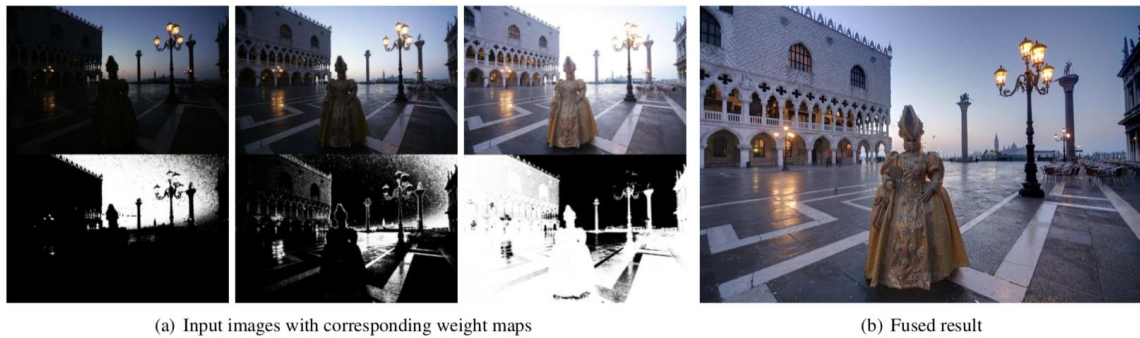 (a) Input images with corresponding weight maps
(b) Fused result